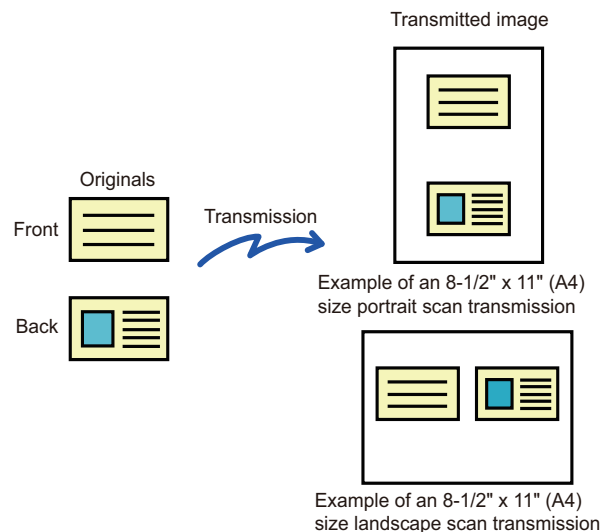 Transmitted image
Originals
Front
Transmission
Back
Example of an 8-1/2" x 11" (A4)
size portrait scan transmission
Example of an 8-1/2" x 11" (A4)
size landscape scan transmission